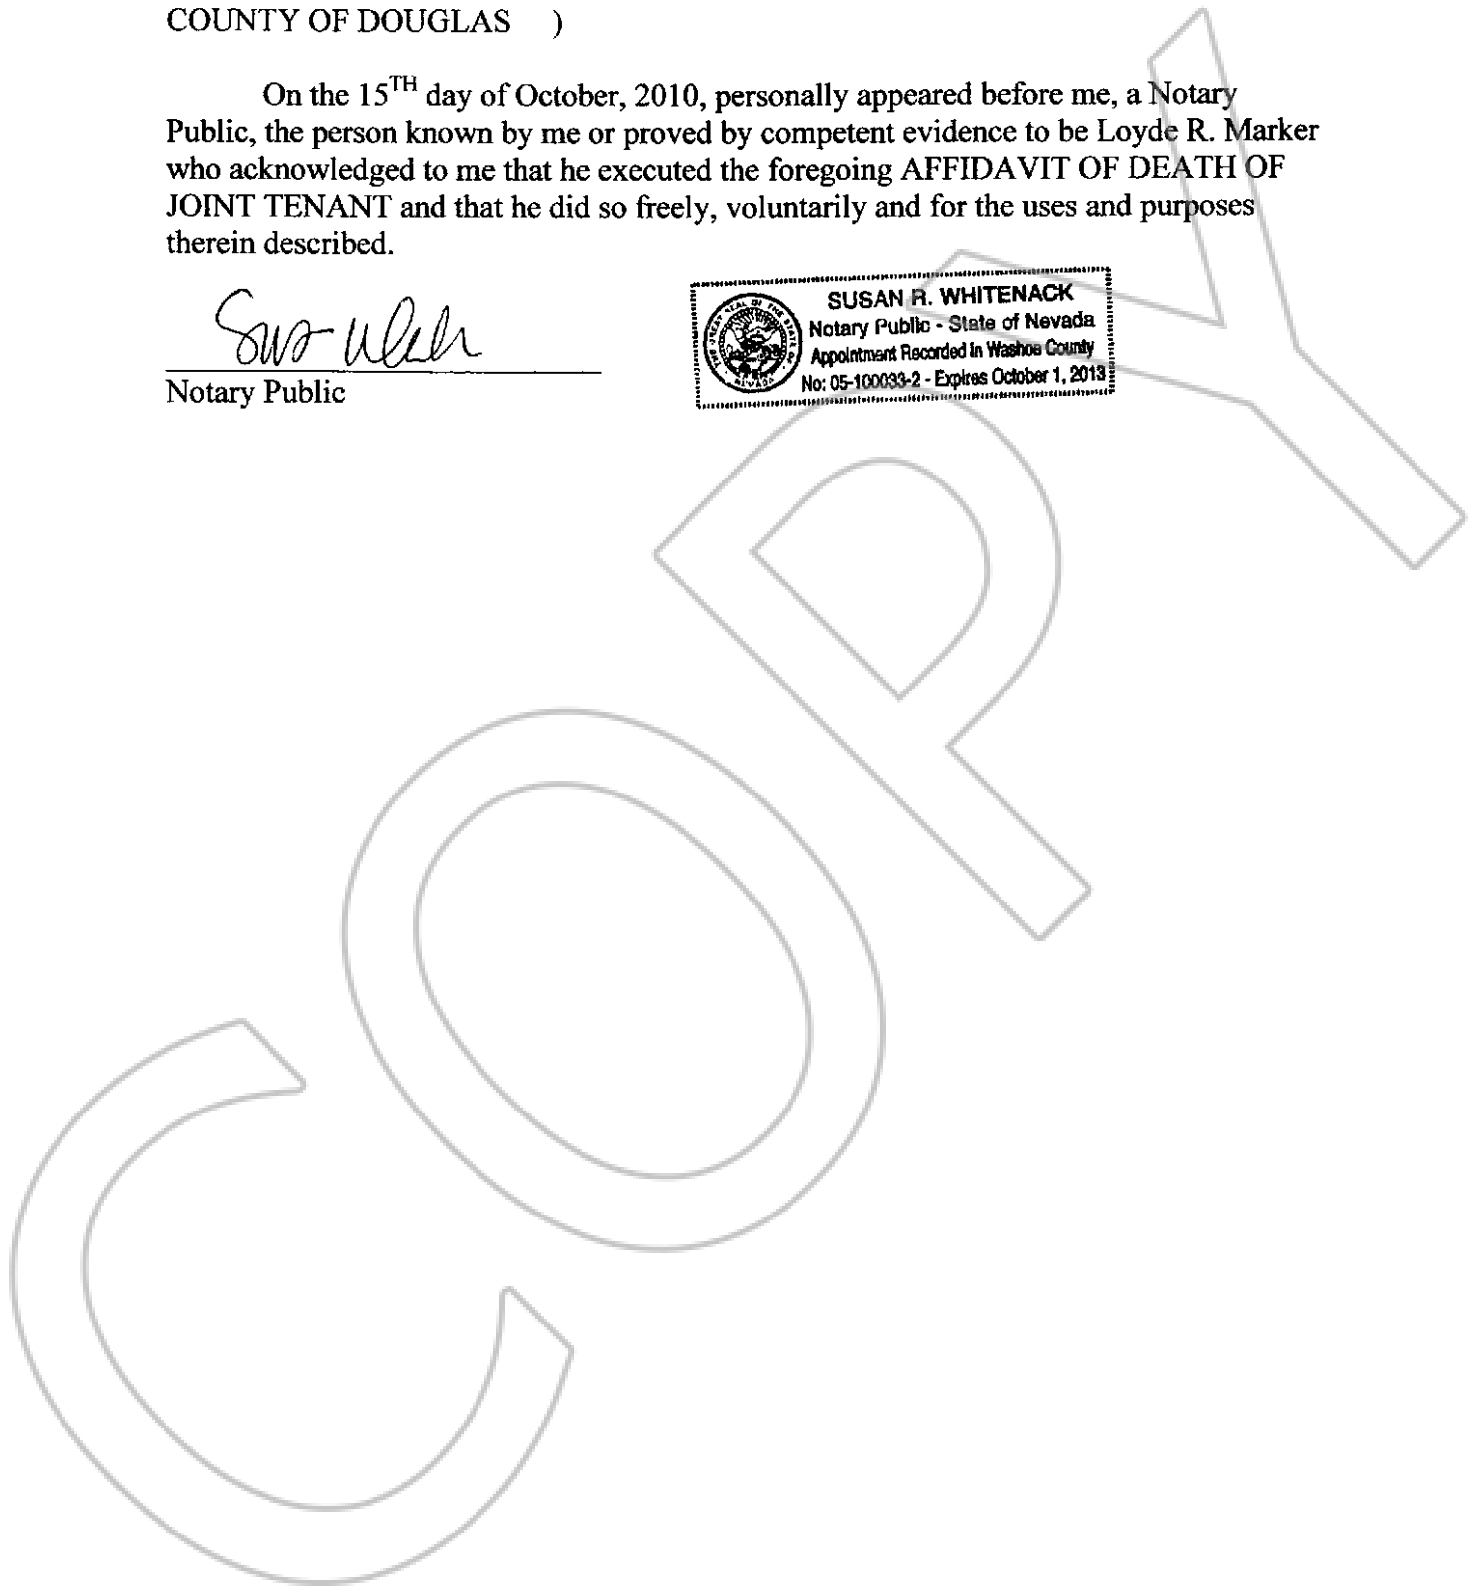 COUNTY OF DOUGLAS )
On the 15TH day of October, 2010, personally appeared before me, a Notary
Public, the person known by me or proved by competent evidence to be Loyde R. Marker
who acknowledged to me that he executed the foregoing AFFIDAVIT OF DEATH OF
JOINT TENANT and that he did so freely, voluntarily and for the uses and purposes
therein described.
Notary Public
SUSAN R. WHITENACK
Notary Public - State of Nevada
Appointment Recorded in Washoe County
No: 05-100033-2 - Expires October 1, 2013
COPY